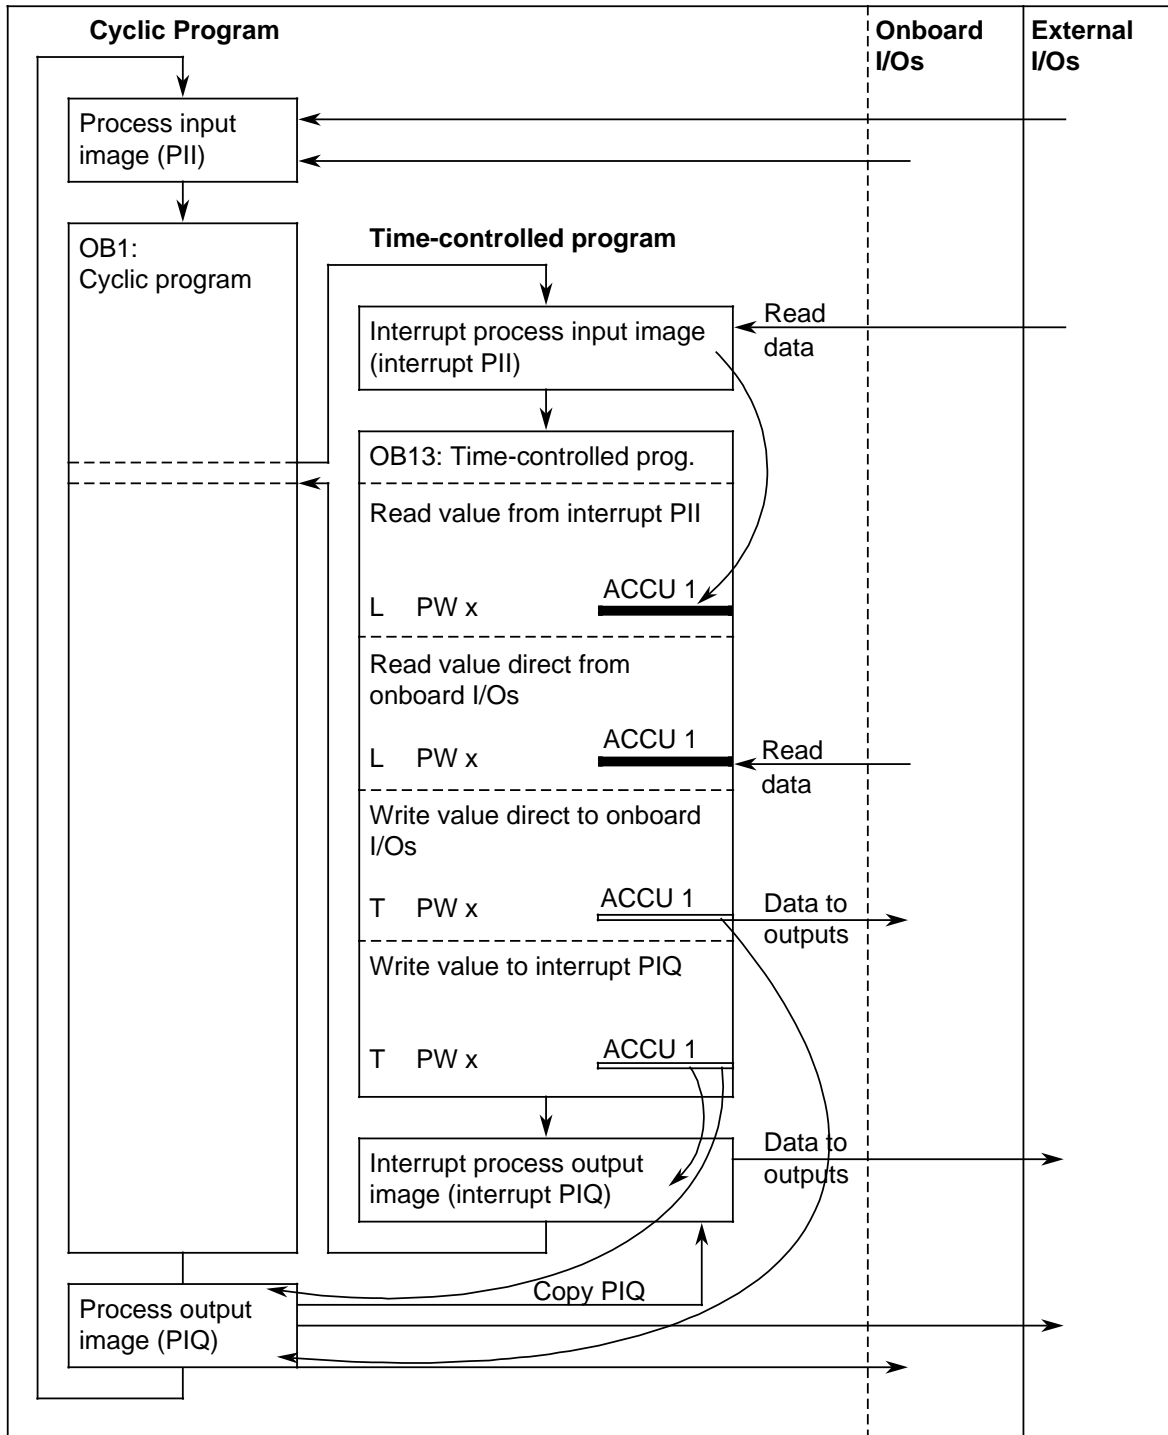 Cyclic Program
Onboard
I/Os
External
I/Os
Process input
image (PII)
OB1:
Cyclic program
Time-controlled program
Interrupt process input image
(interrupt PII)
Read
data
OB13: Time-controlled prog.
Read value from interrupt PII
ACCU 1
L PW x
Read value direct from
onboard I/Os
ACCU 1
L PW x
Read
data
Write value direct to onboard
I/Os
ACCU 1
T PW x
Data to
outputs
Write value to interrupt PIQ
ACCU 1
T PW x
Interrupt process output
image (interrupt PIQ)
Data to
outputs
Copy PIQ
Process output
image (PIQ)